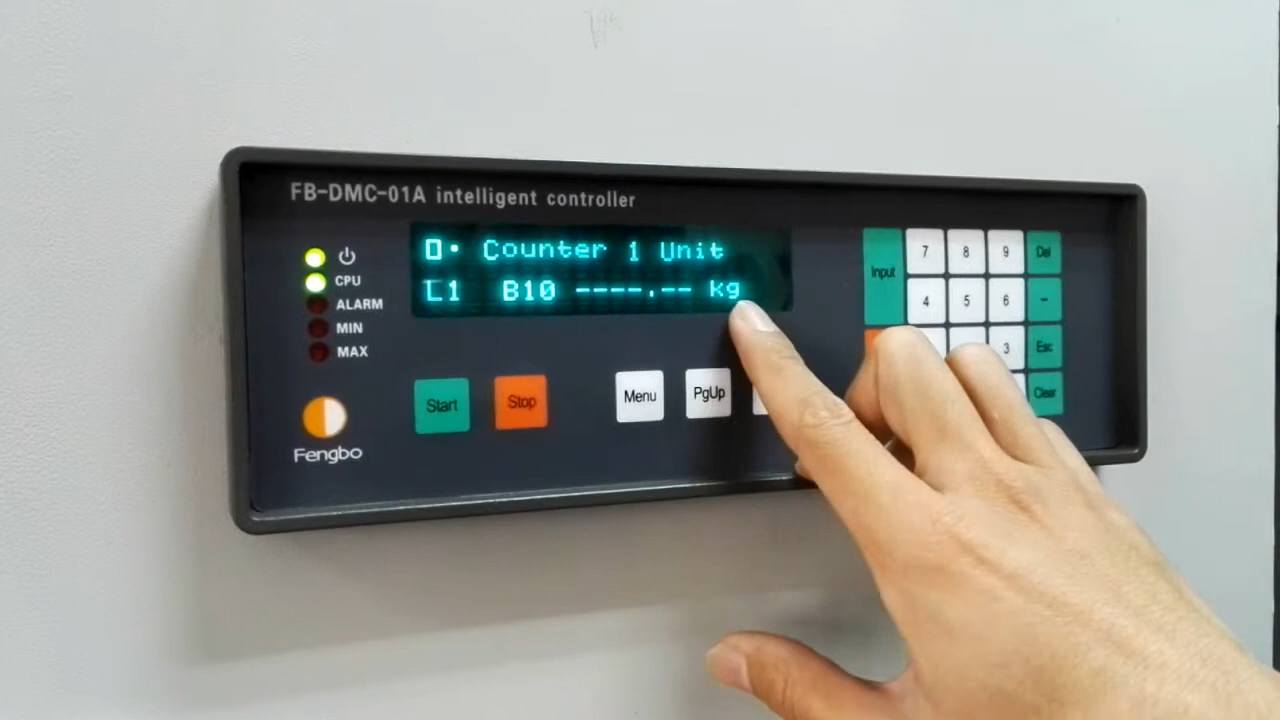 FB-DMC-01A intelligent controller
0• Counter 1 Unit
L1 B10 ----.-- kg
CPU
ALARM
MIN
MAX
Fengbo
Start
Stop
Menu
PgUp
Input
7 8 9 Del
4 5 6 -
3 Esc
Clear